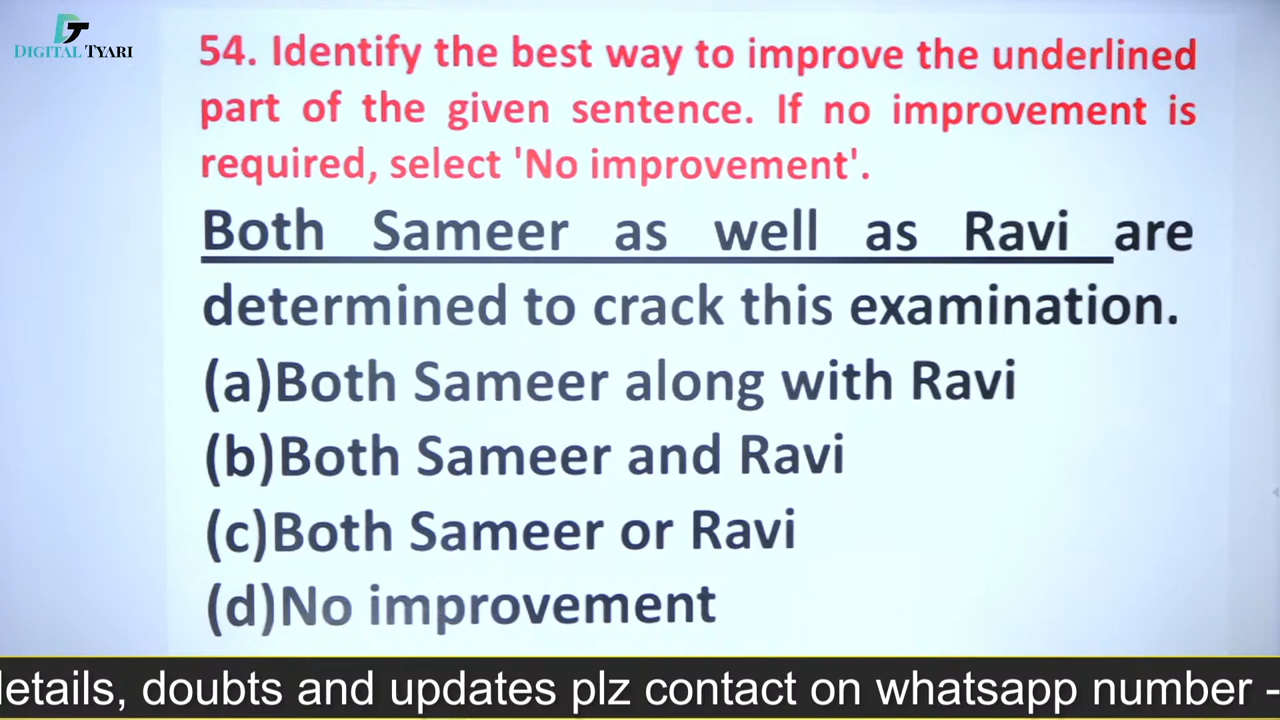 DIGITAL TYARI
54. Identify the best way to improve the underlined
part of the given sentence. If no improvement is
required, select 'No improvement'.
Both Sameer as well as Ravi are
determined to crack this examination.
(a)Both Sameer along with Ravi
(b)Both Sameer and Ravi
(c)Both Sameer or Ravi
(d)No improvement
details, doubts and updates plz contact on whatsapp number -